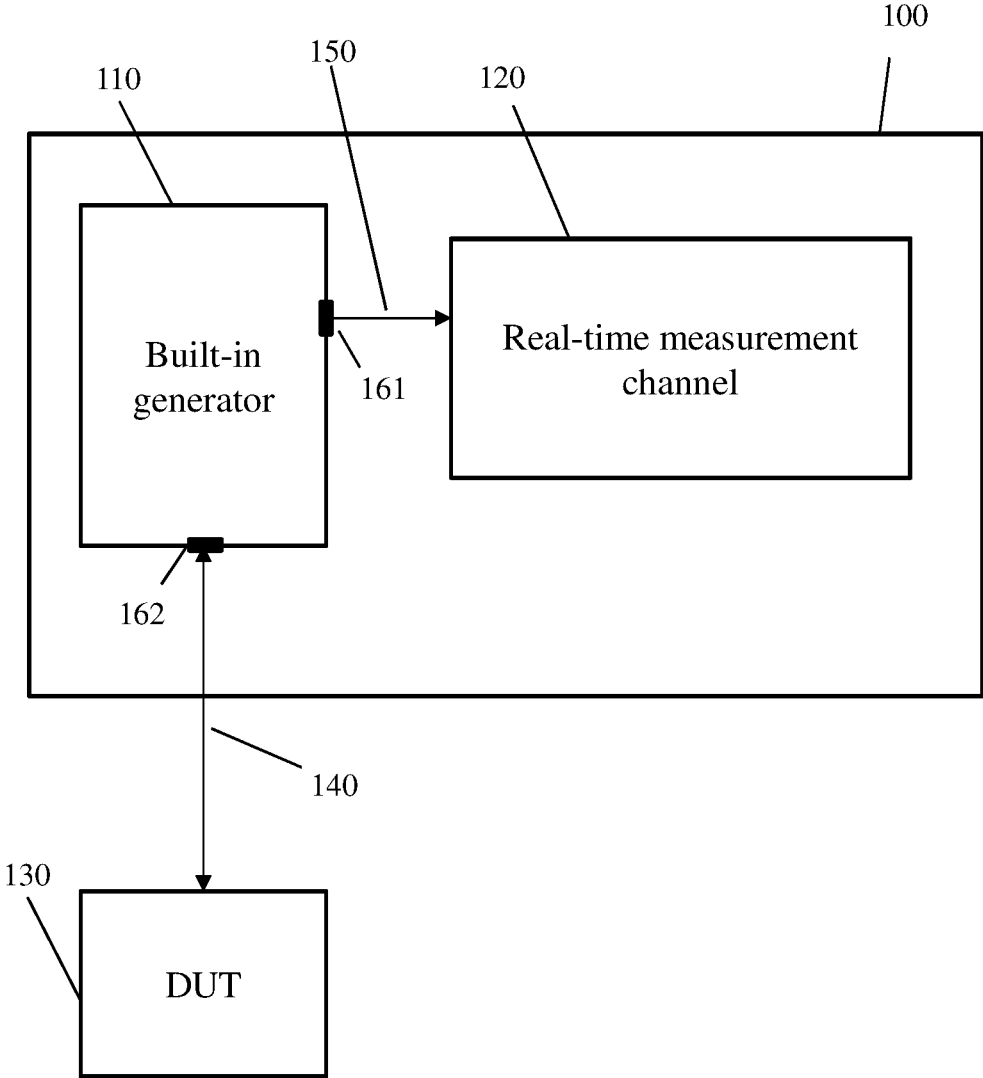 100
150
110
120
Built-in
generator
161
Real-time measurement
channel
162
140
130
DUT